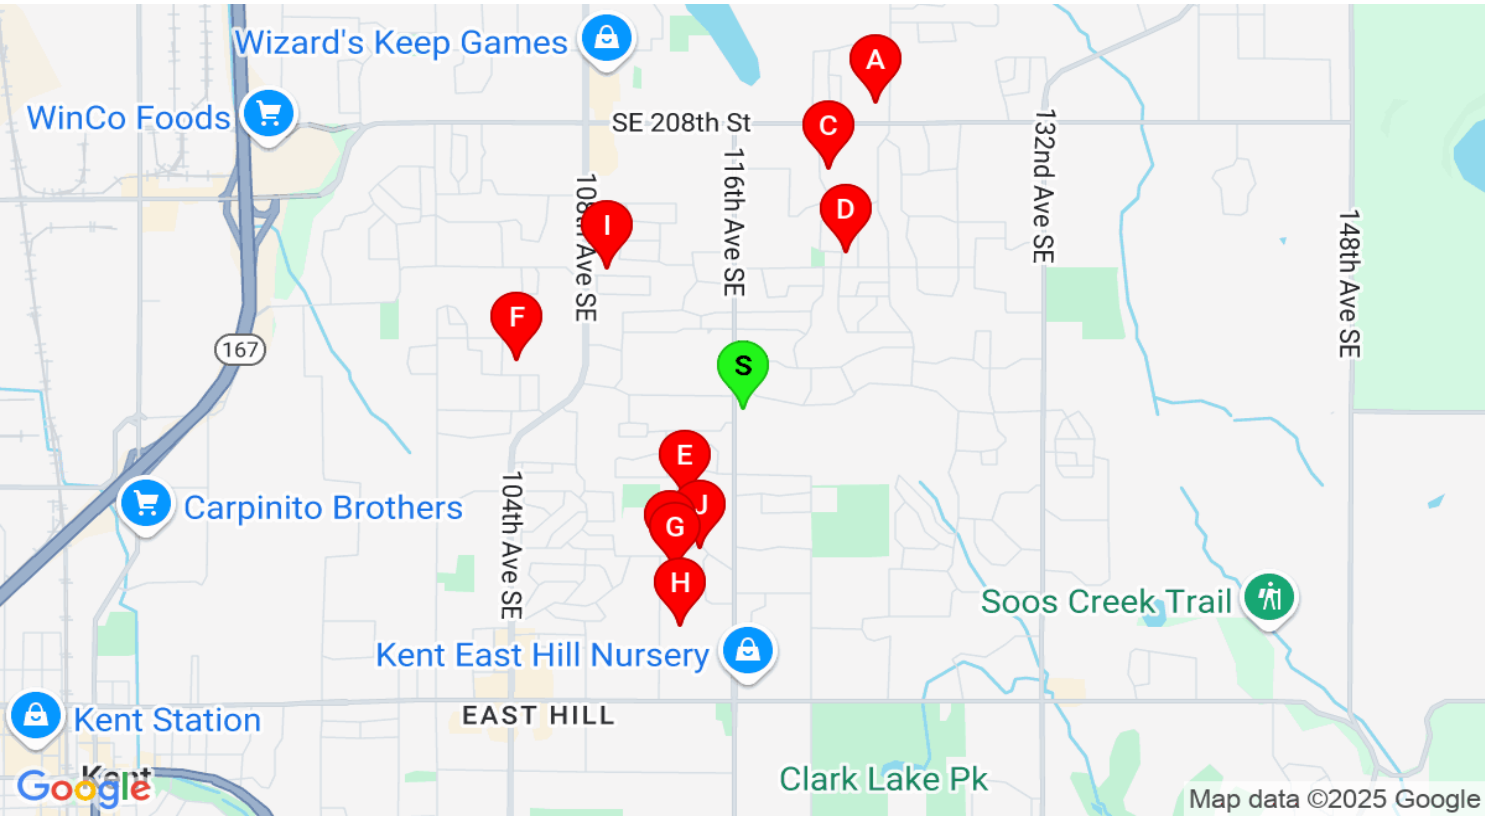 Wizard's Keep Games
A
WinCo Foods
SE 208th St
C
132nd Ave SE
116th Ave SE
108th Ave SE
D
I
148th Ave SE
F
167
S
E
104th Ave SE
Carpinito Brothers
J
G
H
Soos Creek Trail
Kent East Hill Nursery
Kent Station
EAST HILL
Kent
Google
Clark Lake Pk
Map data ©2025 Google